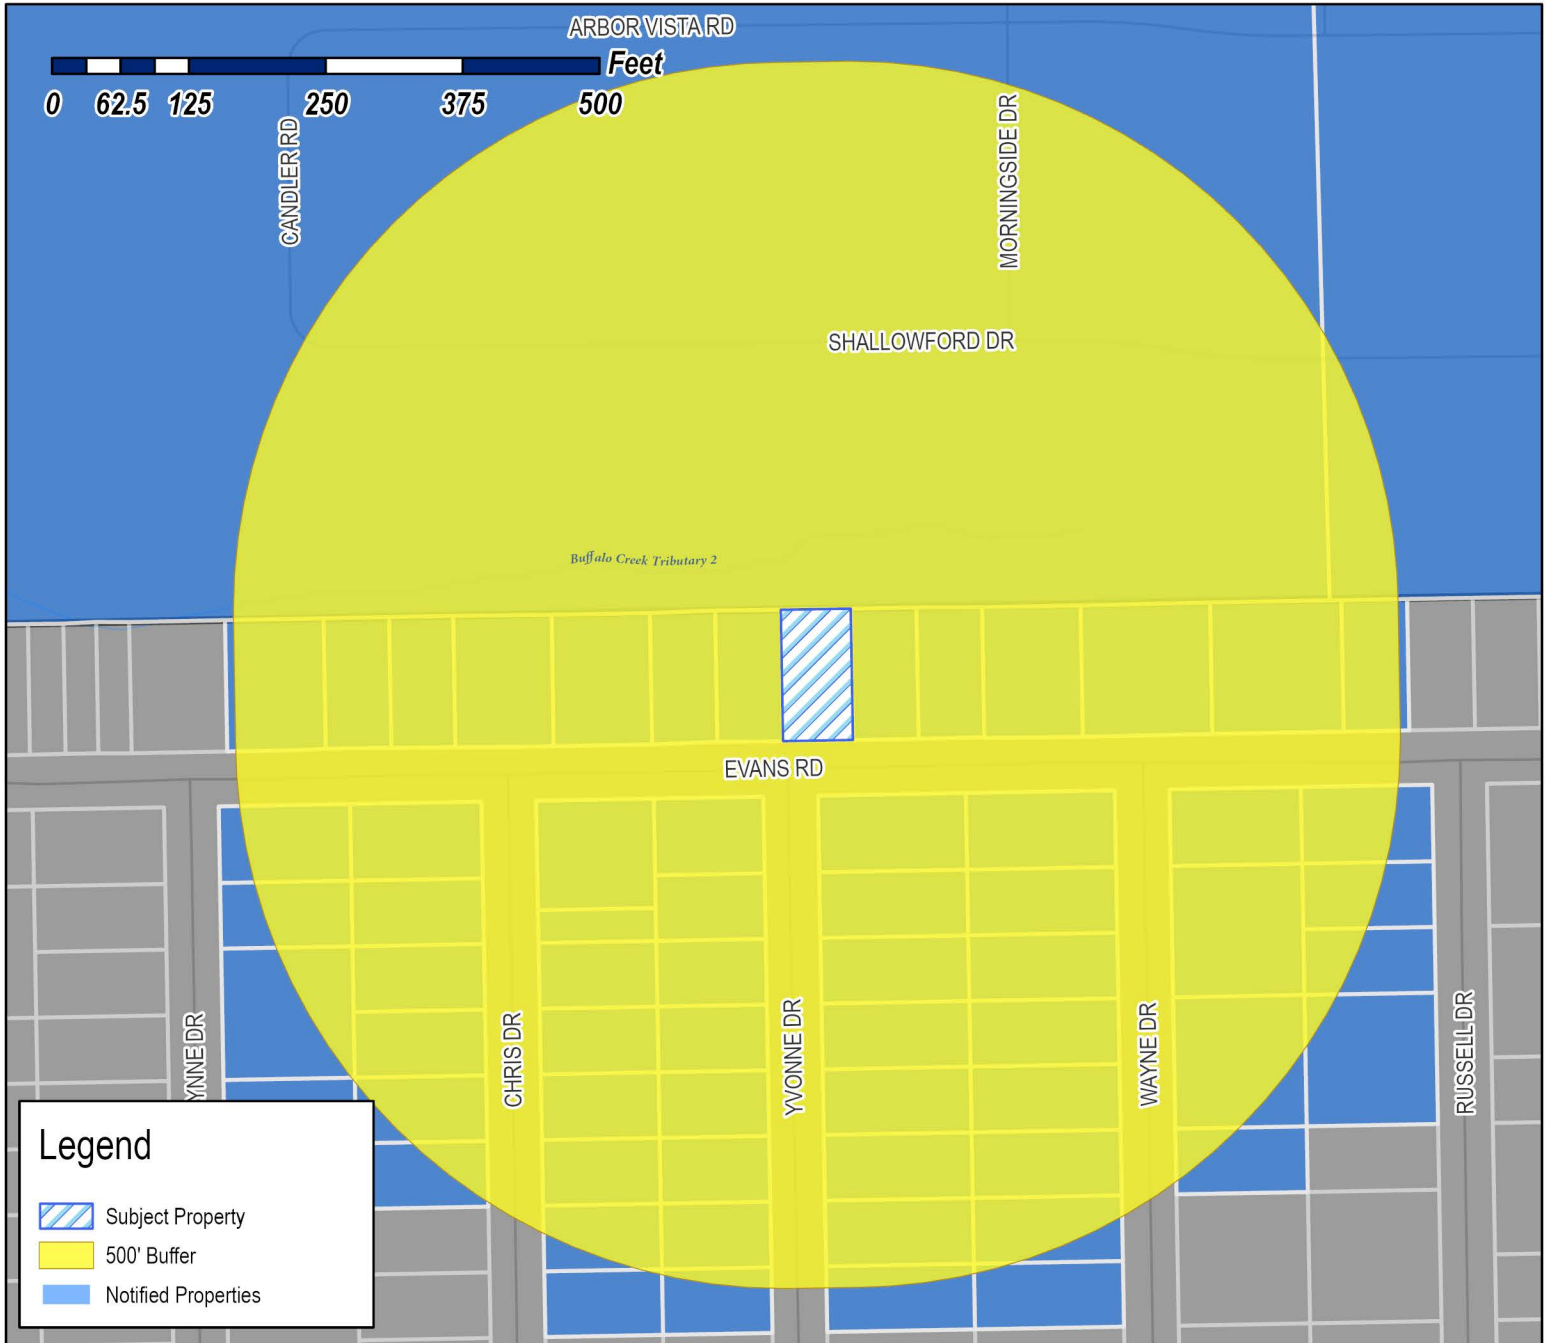 ARBOR VISTA RD
Feet
0 62.5 125 250 375 500
CANDLER RD
MORNINGSIDE DR
SHALLOWFORD DR
Buffalo Creek Tributary 2
EVANS RD
YNNE DR
CHRIS DR
YVONNE DR
WAYNE DR
RUSSELL DR
Legend
Subject Property
500' Buffer
Notified Properties